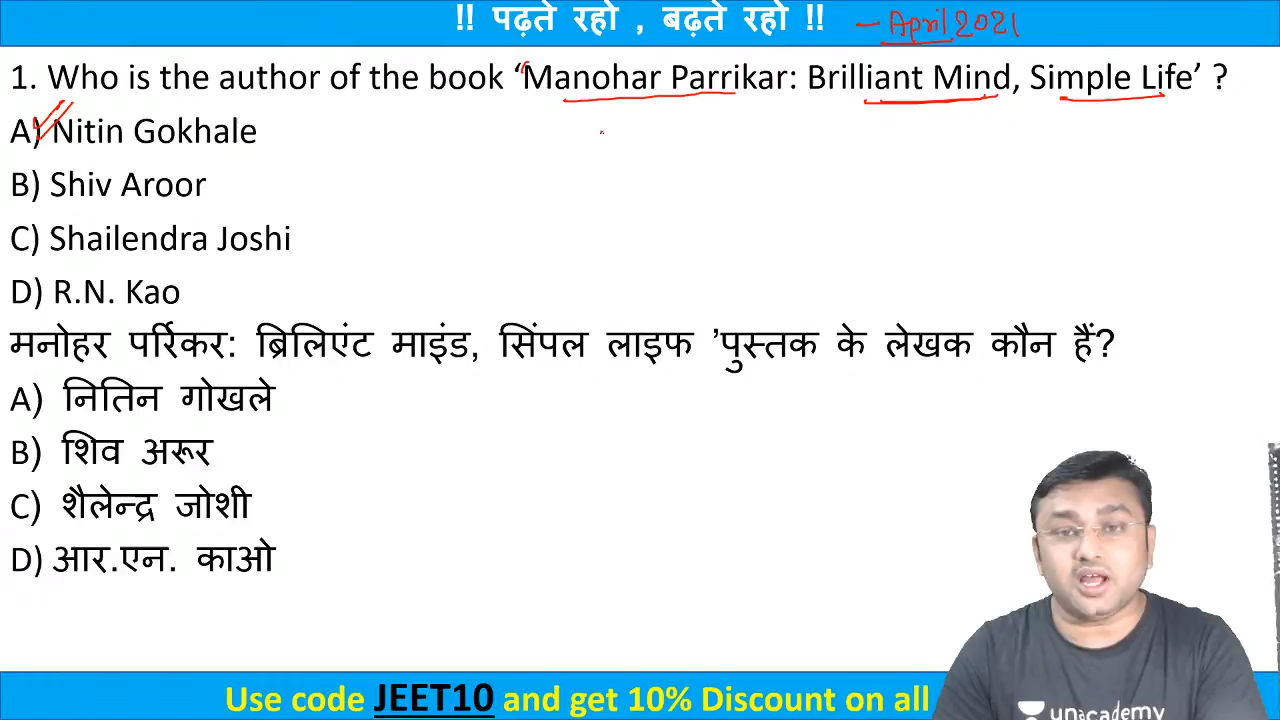 !! पढ़ते रहो , बढ़ते रहो !! – April 2021
1. Who is the author of the book ‘Manohar Parrikar: Brilliant Mind, Simple Life’ ?
A) Nitin Gokhale
B) Shiv Aroor
C) Shailendra Joshi
D) R.N. Kao
मनोहर पर्रिकर: ब्रिलिएंट माइंड, सिंपल लाइफ ’पुस्तक के लेखक कौन हैं?
A) नितिन गोखले
B) शिव अरूर
C) शैलेन्द्र जोशी
D) आर.एन. काओ
Use code JEET10 and get 10% Discount on all
unacademy